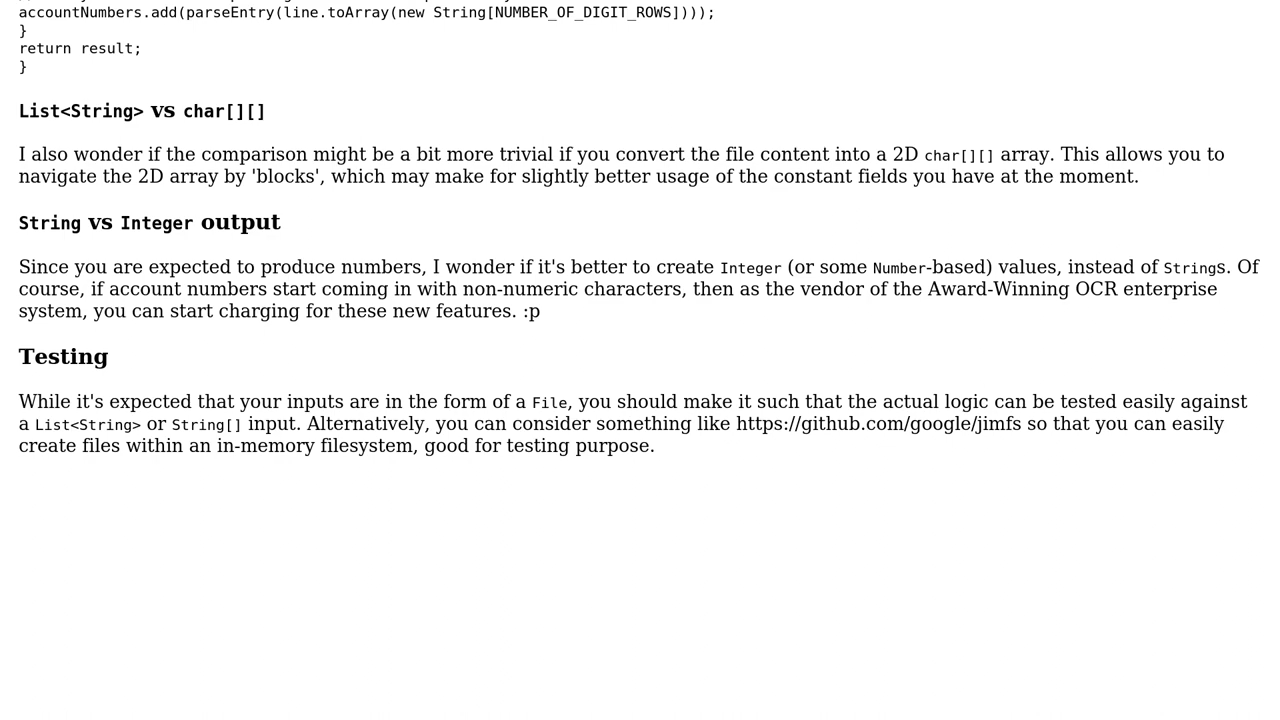 accountNumbers.add(parseEntry(line.toArray(new String[NUMBER_OF_DIGIT_ROWS])));
}
return result;
}
List<String> vs char[][]
I also wonder if the comparison might be a bit more trivial if you convert the file content into a 2D char[][] array. This allows you to
navigate the 2D array by 'blocks', which may make for slightly better usage of the constant fields you have at the moment.
String vs Integer output
Since you are expected to produce numbers, I wonder if it's better to create Integer (or some Number-based) values, instead of Strings. Of
course, if account numbers start coming in with non-numeric characters, then as the vendor of the Award-Winning OCR enterprise
system, you can start charging for these new features. :p
Testing
While it's expected that your inputs are in the form of a File, you should make it such that the actual logic can be tested easily against
a List<String> or String[] input. Alternatively, you can consider something like https://github.com/google/jimfs so that you can easily
create files within an in-memory filesystem, good for testing purpose.